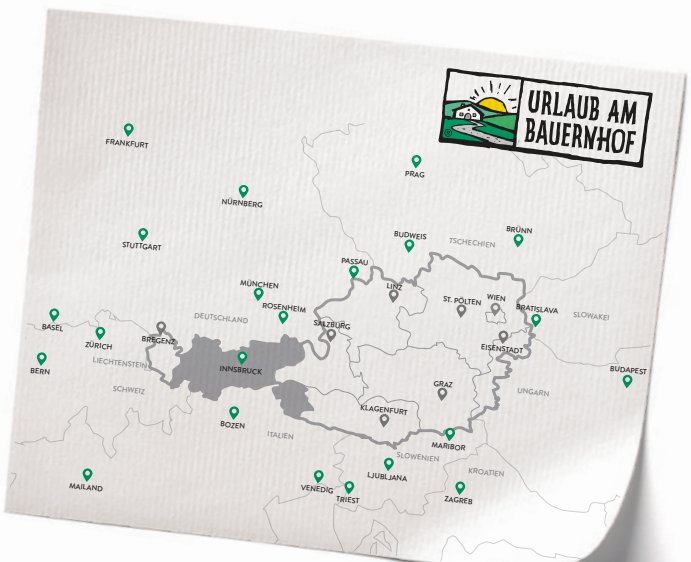 URLAUB AM
BAUERNHOF
FRANKFURT
PRAG
NÜRNBERG
STUTTGART
BUDWEIS
TSCHECHIEN
BRÜNN
PASSAU
MÜNCHEN
LINZ
ROSENHEIM
ST. PÖLTEN
WIEN
BRATISLAVA
SLOWAKEI
BASEL
ZÜRICH
BREGENZ
DEUTSCHLAND
SALZBURG
EISENSTADT
LIECHTENSTEIN
BERN
INNSBRUCK
BUDAPEST
SCHWEIZ
GRAZ
UNGARN
BOZEN
KLAGENFURT
ITALIEN
MARIBOR
SLOWENIEN
KROATIEN
MAILAND
VENEDIG
TRIEST
LJUBLJANA
ZAGREB